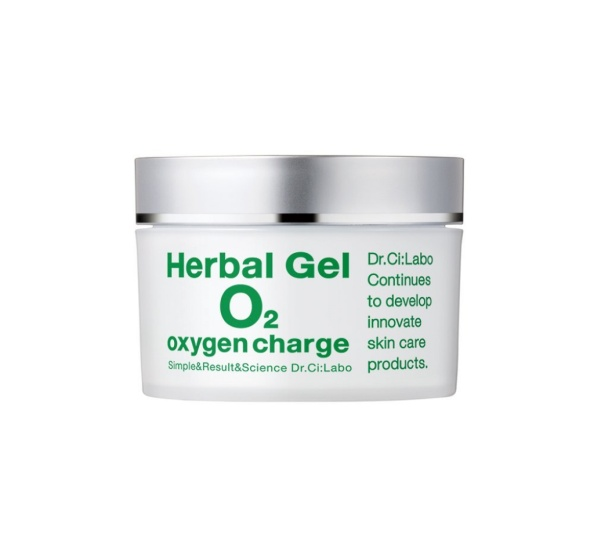 Herbal Gel
O₂
oxygen charge
Simple&Result&Science Dr.Ci:Labo
Dr.Ci:Labo
Continues
to develop
innovate
skin care
products.